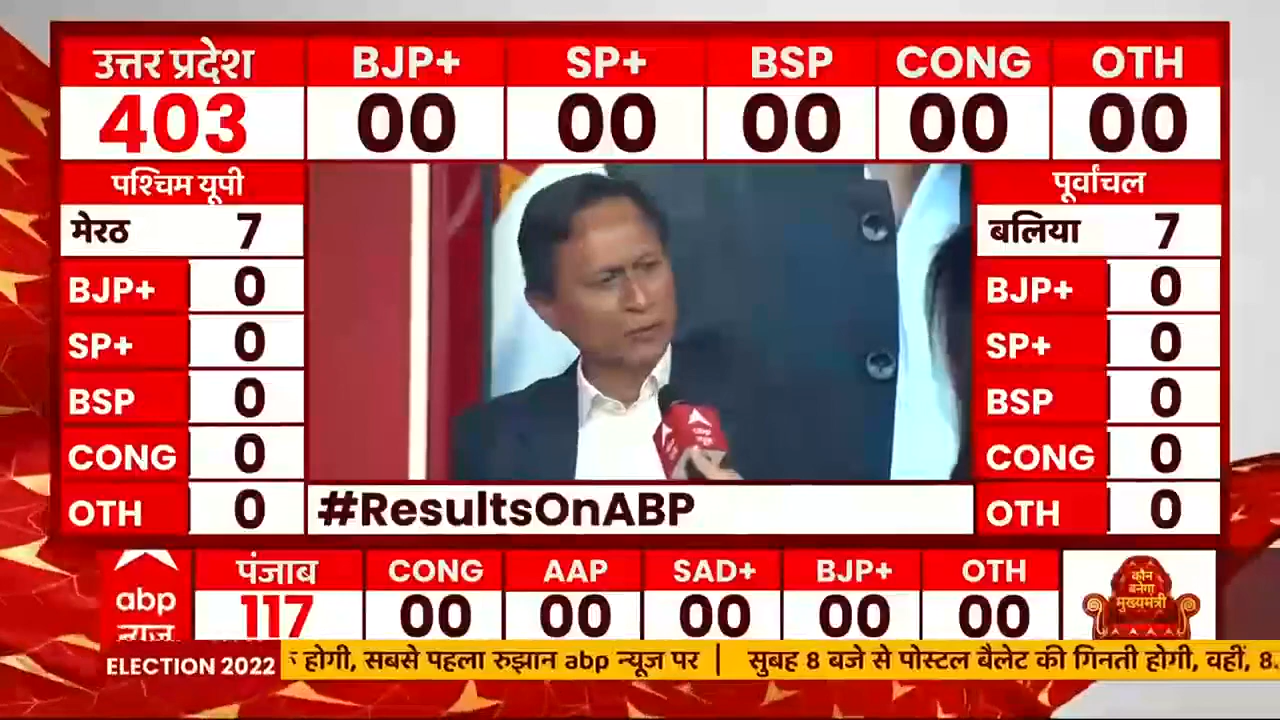 उत्तर प्रदेश BJP+ SP+ BSP CONG OTH
403 00 00 00 00 00
पश्चिम यूपी
मेरठ 7
BJP+ 0
SP+ 0
BSP 0
CONG 0
OTH 0
पूर्वांचल
बलिया 7
BJP+ 0
SP+ 0
BSP 0
CONG 0
OTH 0
#ResultsOnABP
abp न्यूज़
पंजाब CONG AAP SAD+ BJP+ OTH
117 00 00 00 00 00
कौन
बनेगा
मुख्यमंत्री
ELECTION 2022
होगी, सबसे पहला रुझान abp न्यूज पर | सुबह 8 बजे से पोस्टल बैलेट की गिनती होगी, वहीं, 8.